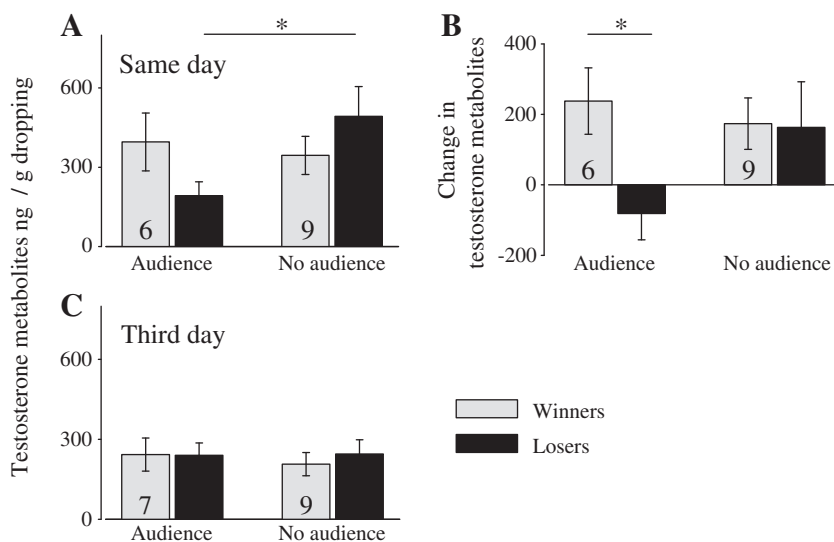 A
*
Same day
600
300
0
6
9
Audience
No audience
B
*
400
200
0
-200
6
9
Audience
No audience
Change in
testosterone metabolites
C
Third day
600
300
0
7
9
Audience
No audience
Testosterone metabolites ng / g dropping
Winners
Losers